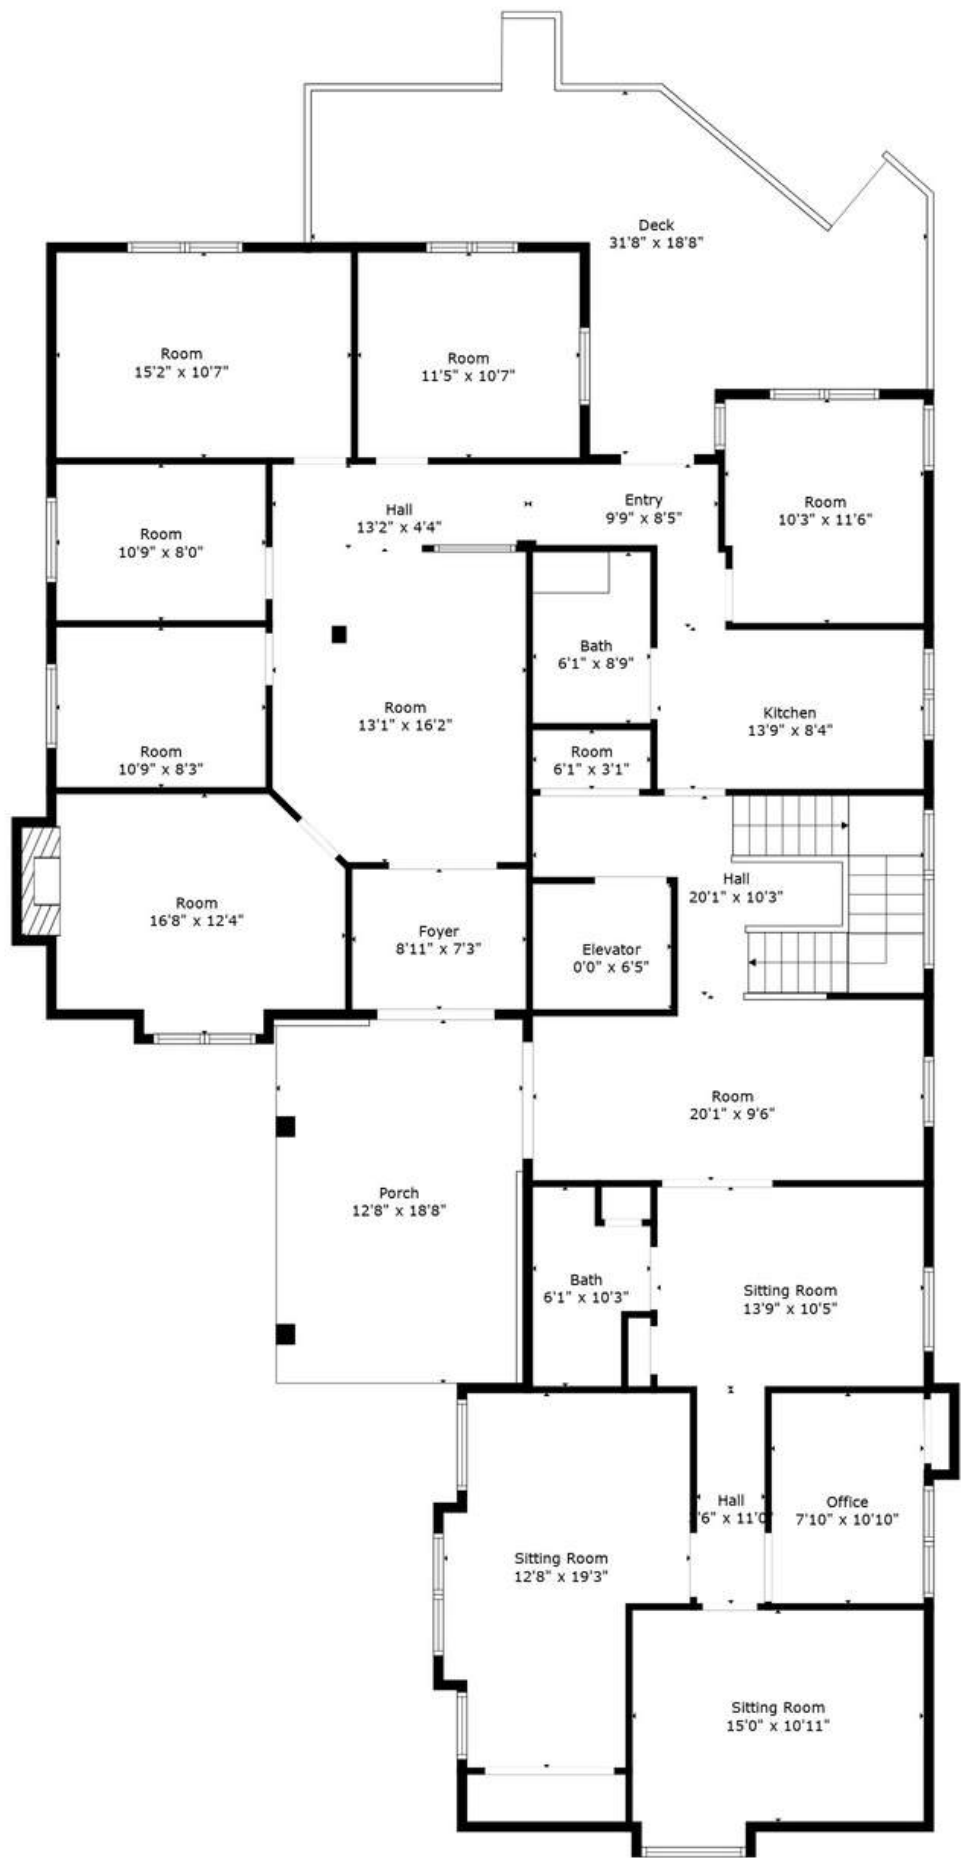 Deck
31'8" x 18'8"
Room
15'2" x 10'7"
Room
11'5" x 10'7"
Room
10'3" x 11'6"
Entry
9'9" x 8'5"
Hall
13'2" x 4'4"
Room
10'9" x 8'0"
Bath
6'1" x 8'9"
Room
13'1" x 16'2"
Kitchen
13'9" x 8'4"
Room
10'9" x 8'3"
Room
6'1" x 3'1"
Hall
20'1" x 10'3"
Room
16'8" x 12'4"
Foyer
8'11" x 7'3"
Elevator
0'0" x 6'5"
Room
20'1" x 9'6"
Porch
12'8" x 18'8"
Bath
6'1" x 10'3"
Sitting Room
13'9" x 10'5"
Hall
'6" x 11'0"
Office
7'10" x 10'10"
Sitting Room
12'8" x 19'3"
Sitting Room
15'0" x 10'11"